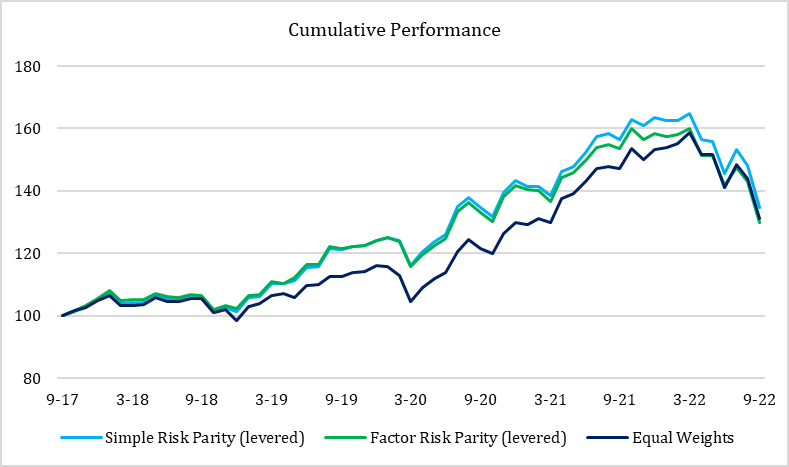 Cumulative Performance
180
160
140
120
100
80
9-17 3-18 9-18 3-19 9-19 3-20 9-20 3-21 9-21 3-22 9-22
Simple Risk Parity (levered) Factor Risk Parity (levered) Equal Weights